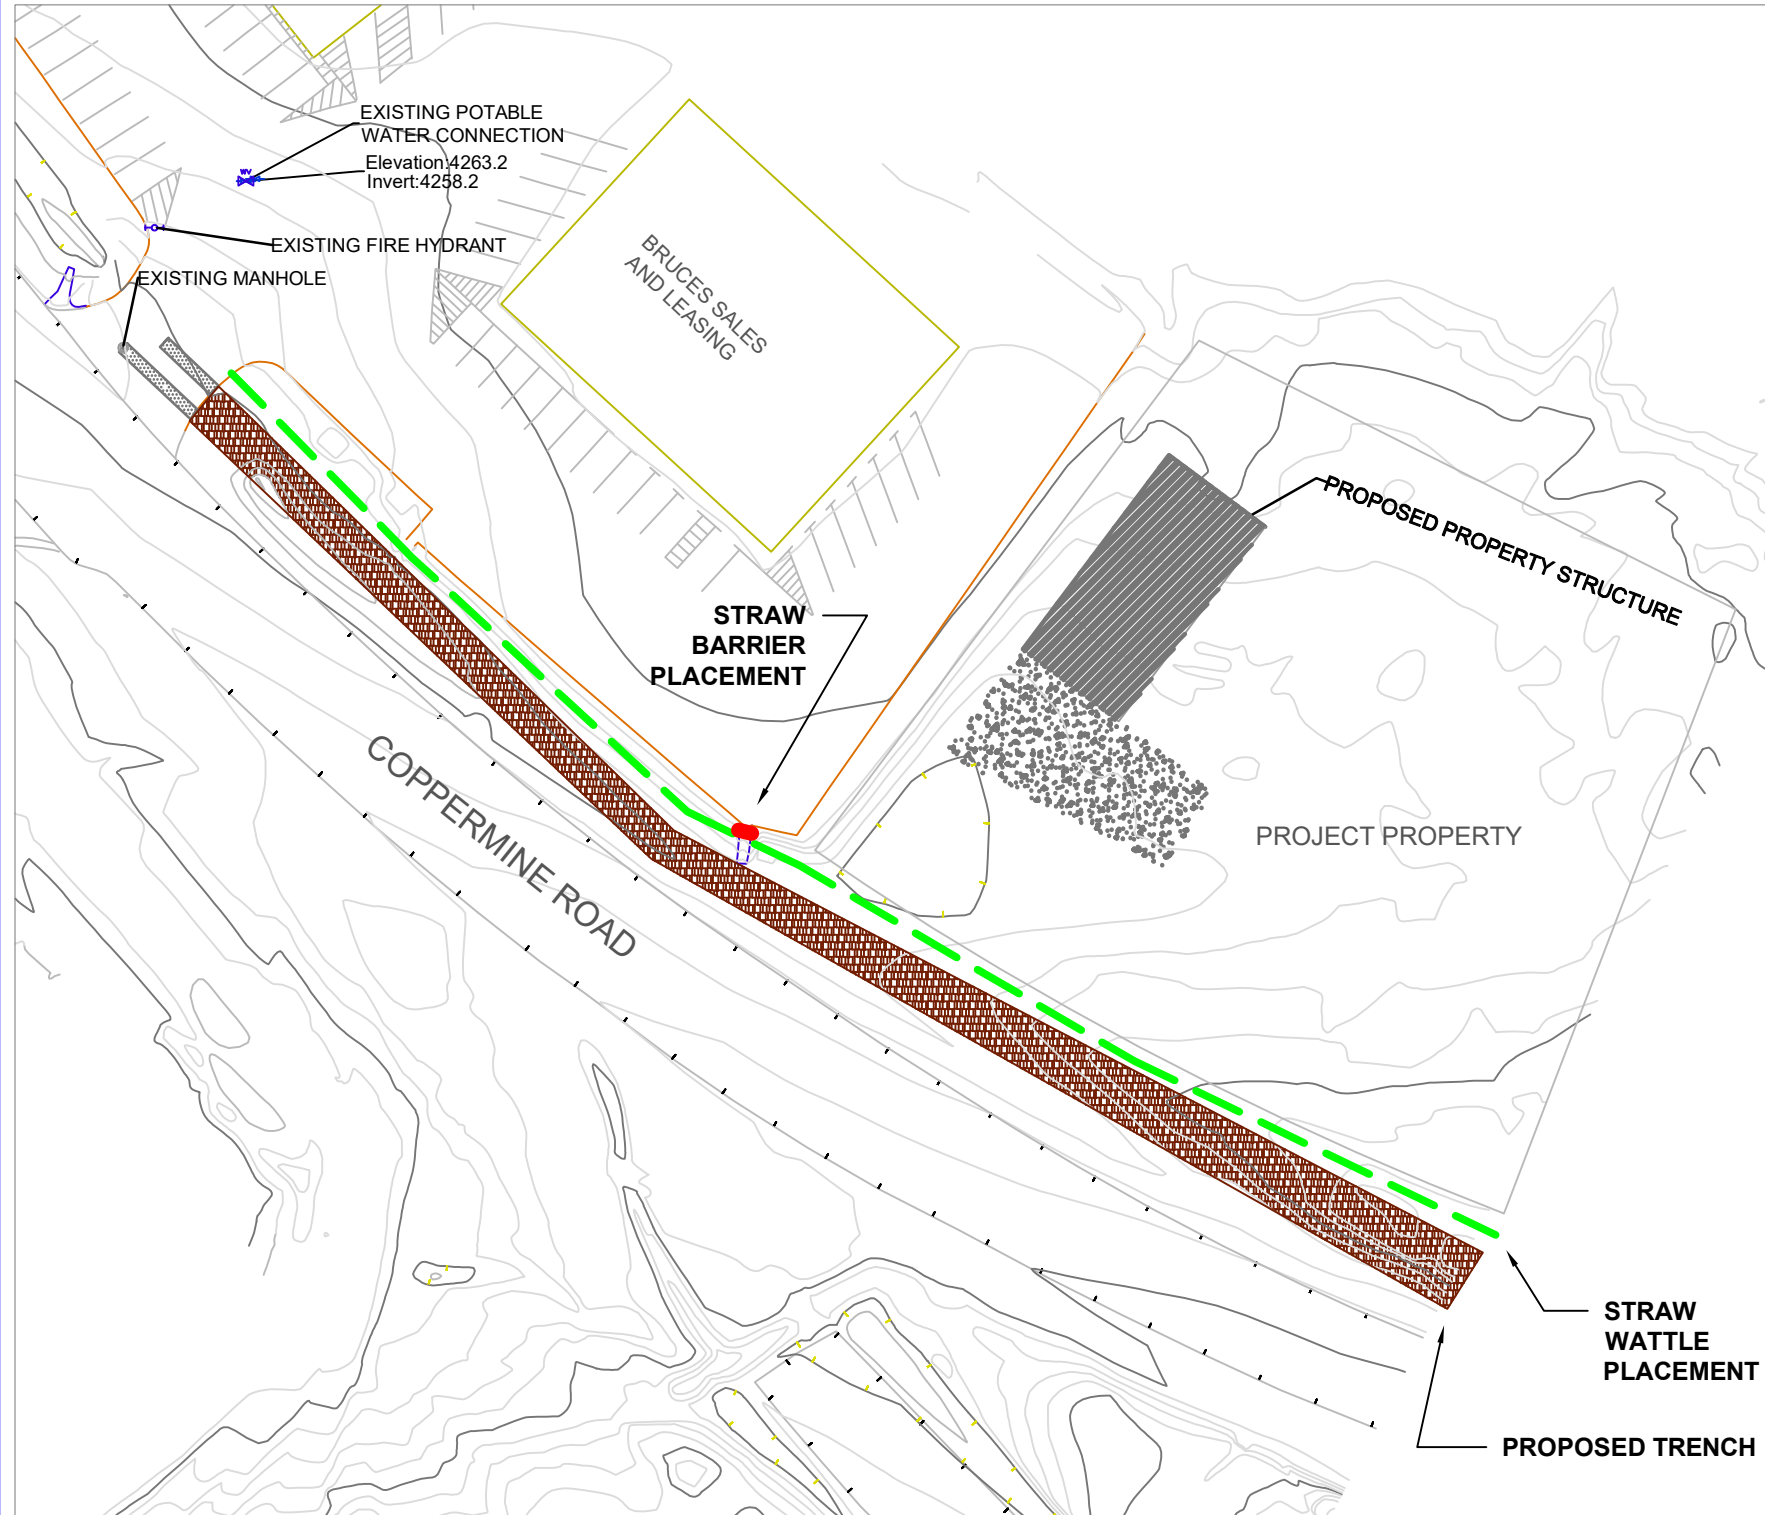 EXISTING POTABLE
WATER CONNECTION
Elevation:4263.2
Invert:4258.2
WV
EXISTING FIRE HYDRANT
EXISTING MANHOLE
BRUCES SALES
AND LEASING
PROPOSED PROPERTY STRUCTURE
STRAW
BARRIER
PLACEMENT
COPPERMINE ROAD
PROJECT PROPERTY
STRAW
WATTLE
PLACEMENT
PROPOSED TRENCH